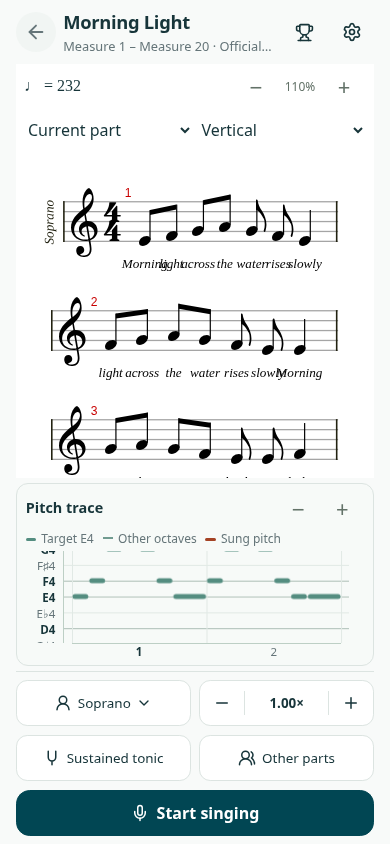 Morning Light
Measure 1 – Measure 20 · Official...
♩ = 232
− 110% +
Current part
Vertical
1
Soprano
Morning light across the water rises slowly
2
light across the water rises slowly Morning
3
Pitch trace
− +
Target E4 Other octaves Sung pitch
G4
F♯4
F4
E4
E♭4
D4
1 2
Soprano
− 1.00× +
Sustained tonic
Other parts
Start singing